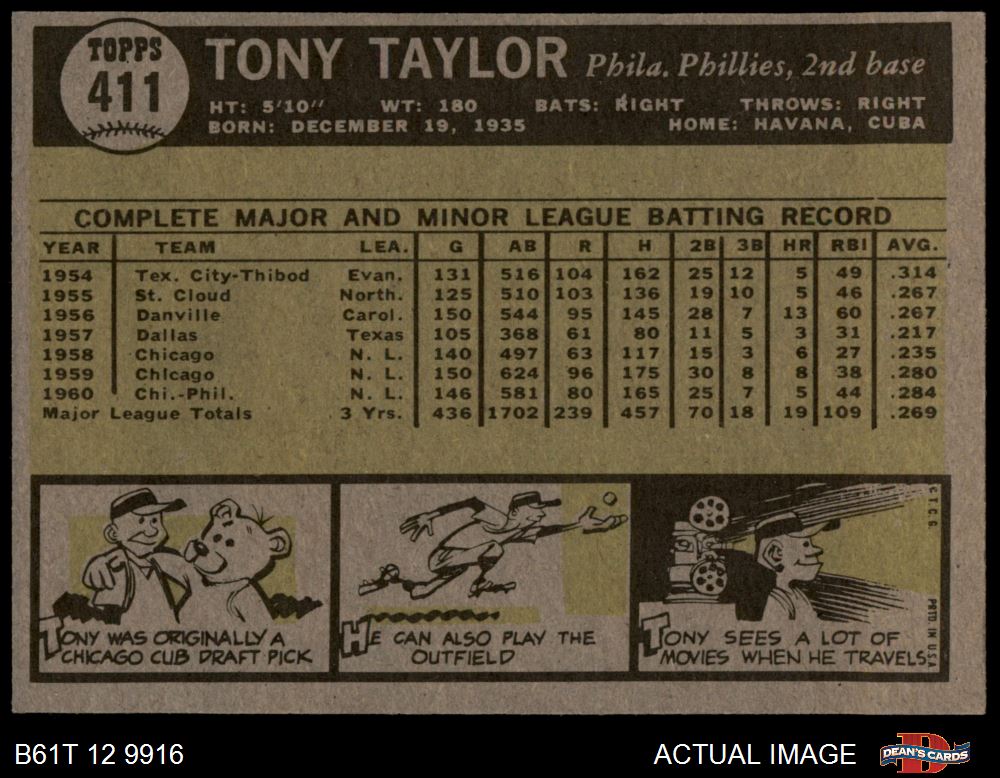 TOPPS
411
TONY TAYLOR Phila. Phillies, 2nd base
HT: 5'10" WT: 180 BATS: RIGHT THROWS: RIGHT
BORN: DECEMBER 19, 1935 HOME: HAVANA, CUBA
COMPLETE MAJOR AND MINOR LEAGUE BATTING RECORD
YEAR TEAM LEA. G AB R H 2B 3B HR RBI AVG.
1954 Tex. City-Thibod Evan. 131 516 104 162 25 12 5 49 .314
1955 St. Cloud North. 125 510 103 136 19 10 5 46 .267
1956 Danville Carol. 150 544 95 145 28 7 13 60 .267
1957 Dallas Texas 105 368 61 80 11 5 3 31 .217
1958 Chicago N. L. 140 497 63 117 15 3 6 27 .235
1959 Chicago N. L. 150 624 96 175 30 8 8 38 .280
1960 Chi.-Phil. N. L. 146 581 80 165 25 7 5 44 .284
Major League Totals 3 Yrs. 436 1702 239 457 70 18 19 109 .269
TONY WAS ORIGINALLY A
CHICAGO CUB DRAFT PICK
HE CAN ALSO PLAY THE
OUTFIELD
TONY SEES A LOT OF
MOVIES WHEN HE TRAVELS
© T.C.G.
PRTD. IN U.S.A.
B61T 12 9916
ACTUAL IMAGE
DEAN'S CARDS